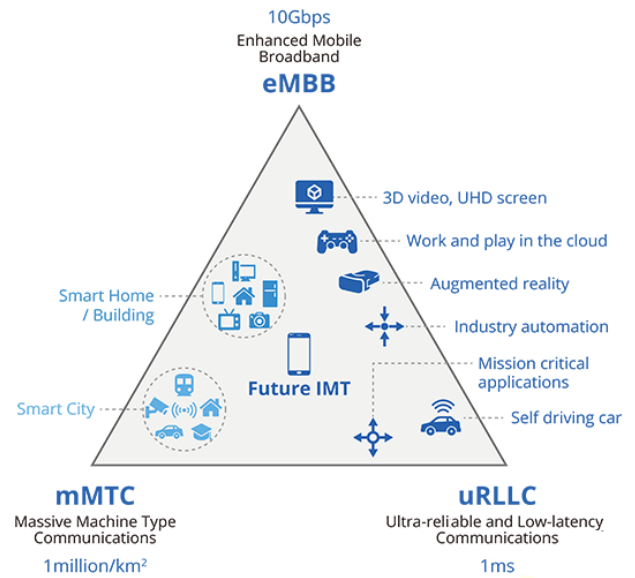 10Gbps
Enhanced Mobile
Broadband
eMBB
3D video, UHD screen
Work and play in the cloud
Augmented reality
Smart Home
/ Building
Industry automation
Mission critical
applications
Future IMT
Smart City
Self driving car
mMTC
Massive Machine Type
Communications
1million/km²
uRLLC
Ultra-reliable and Low-latency
Communications
1ms